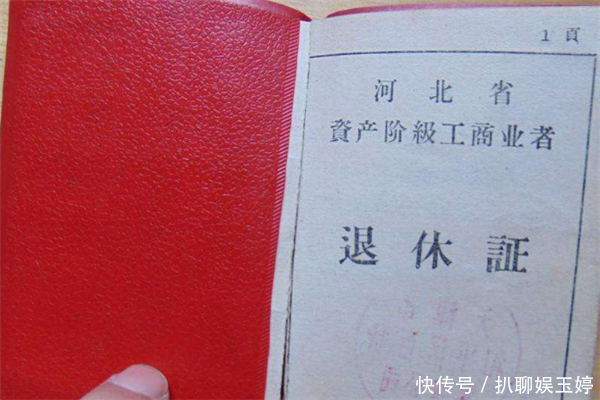 1頁
河北省
資产阶級工商业者
退休証
快传号／扒聊娱玉婷